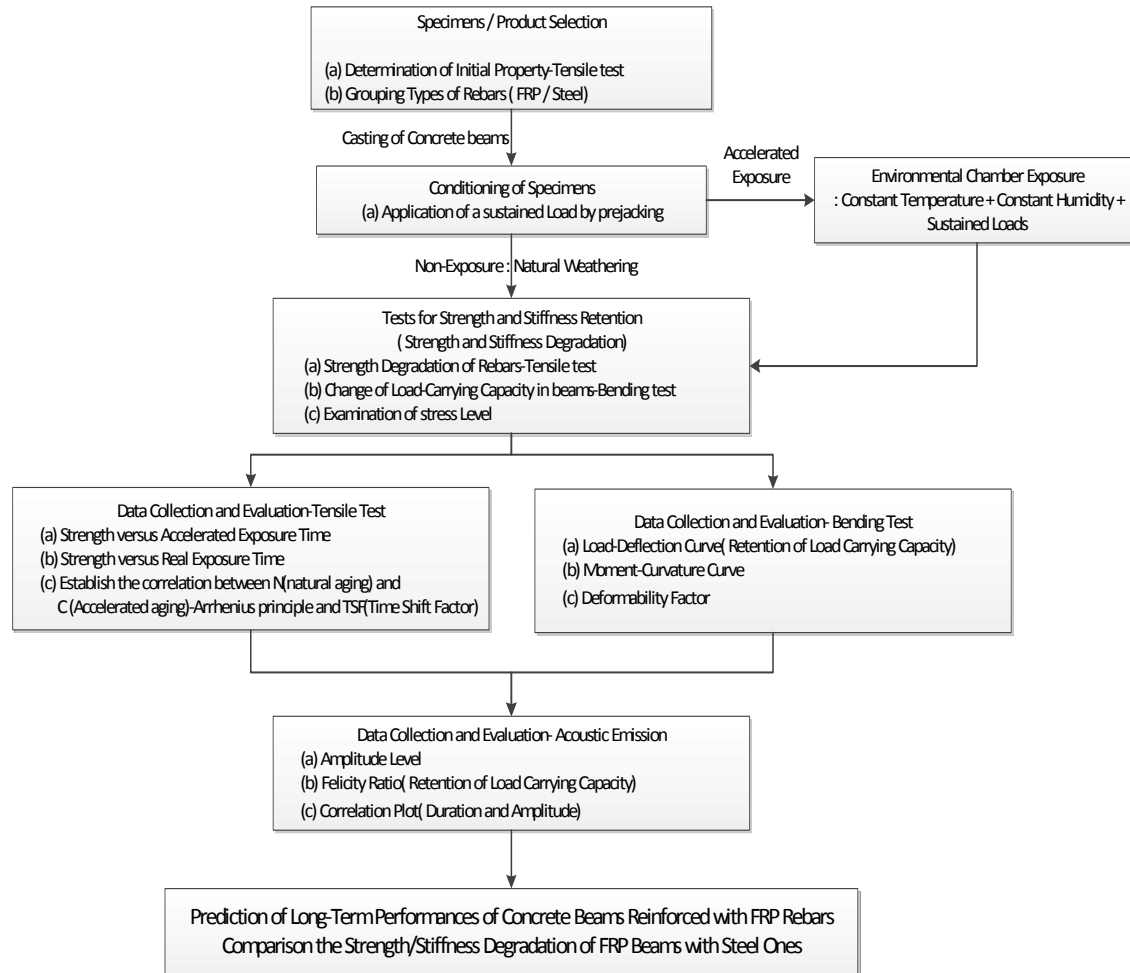 Specimens / Product Selection
(a) Determination of Initial Property-Tensile test
(b) Grouping Types of Rebars ( FRP / Steel)
Casting of Concrete beams
Conditioning of Specimens
(a) Application of a sustained Load by prejacking
Accelerated
Exposure
Environmental Chamber Exposure
: Constant Temperature + Constant Humidity +
Sustained Loads
Non-Exposure : Natural Weathering
Tests for Strength and Stiffness Retention
( Strength and Stiffness Degradation)
(a) Strength Degradation of Rebars-Tensile test
(b) Change of Load-Carrying Capacity in beams-Bending test
(c) Examination of stress Level
Data Collection and Evaluation-Tensile Test
(a) Strength versus Accelerated Exposure Time
(b) Strength versus Real Exposure Time
(c) Establish the correlation between N(natural aging) and
C (Accelerated aging)-Arrhenius principle and TSF(Time Shift Factor)
Data Collection and Evaluation- Bending Test
(a) Load-Deflection Curve( Retention of Load Carrying Capacity)
(b) Moment-Curvature Curve
(c) Deformability Factor
Data Collection and Evaluation- Acoustic Emission
(a) Amplitude Level
(b) Felicity Ratio( Retention of Load Carrying Capacity)
(c) Correlation Plot( Duration and Amplitude)
Prediction of Long-Term Performances of Concrete Beams Reinforced with FRP Rebars
Comparison the Strength/Stiffness Degradation of FRP Beams with Steel Ones